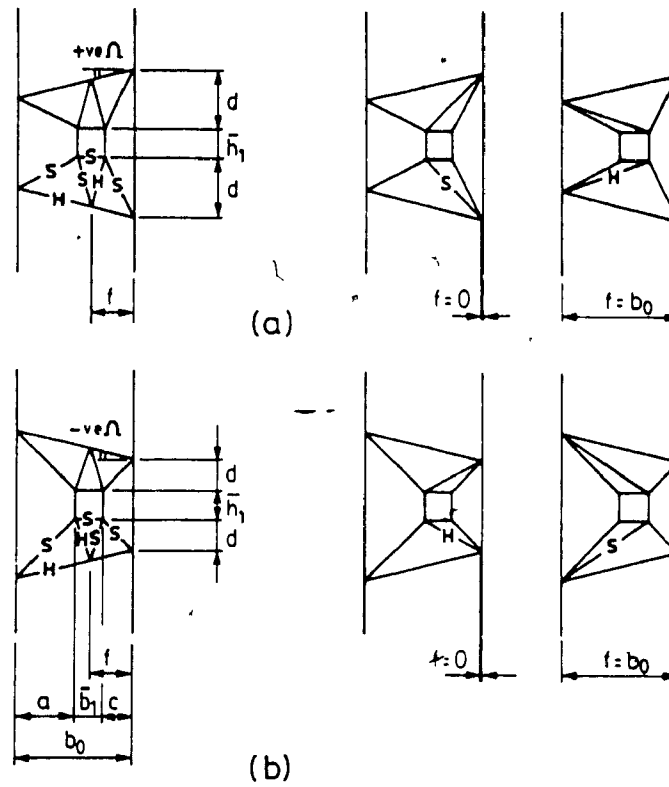 +ve Ω
d
h̄₁
d
S
S
S
H
S
H
f
S
f=0
H
f=b₀
(a)
-ve Ω
d
h̄₁
d
S
S
H
S
S
H
f
a
b̄₁
c
b₀
H
f=0
S
f=b₀
(b)